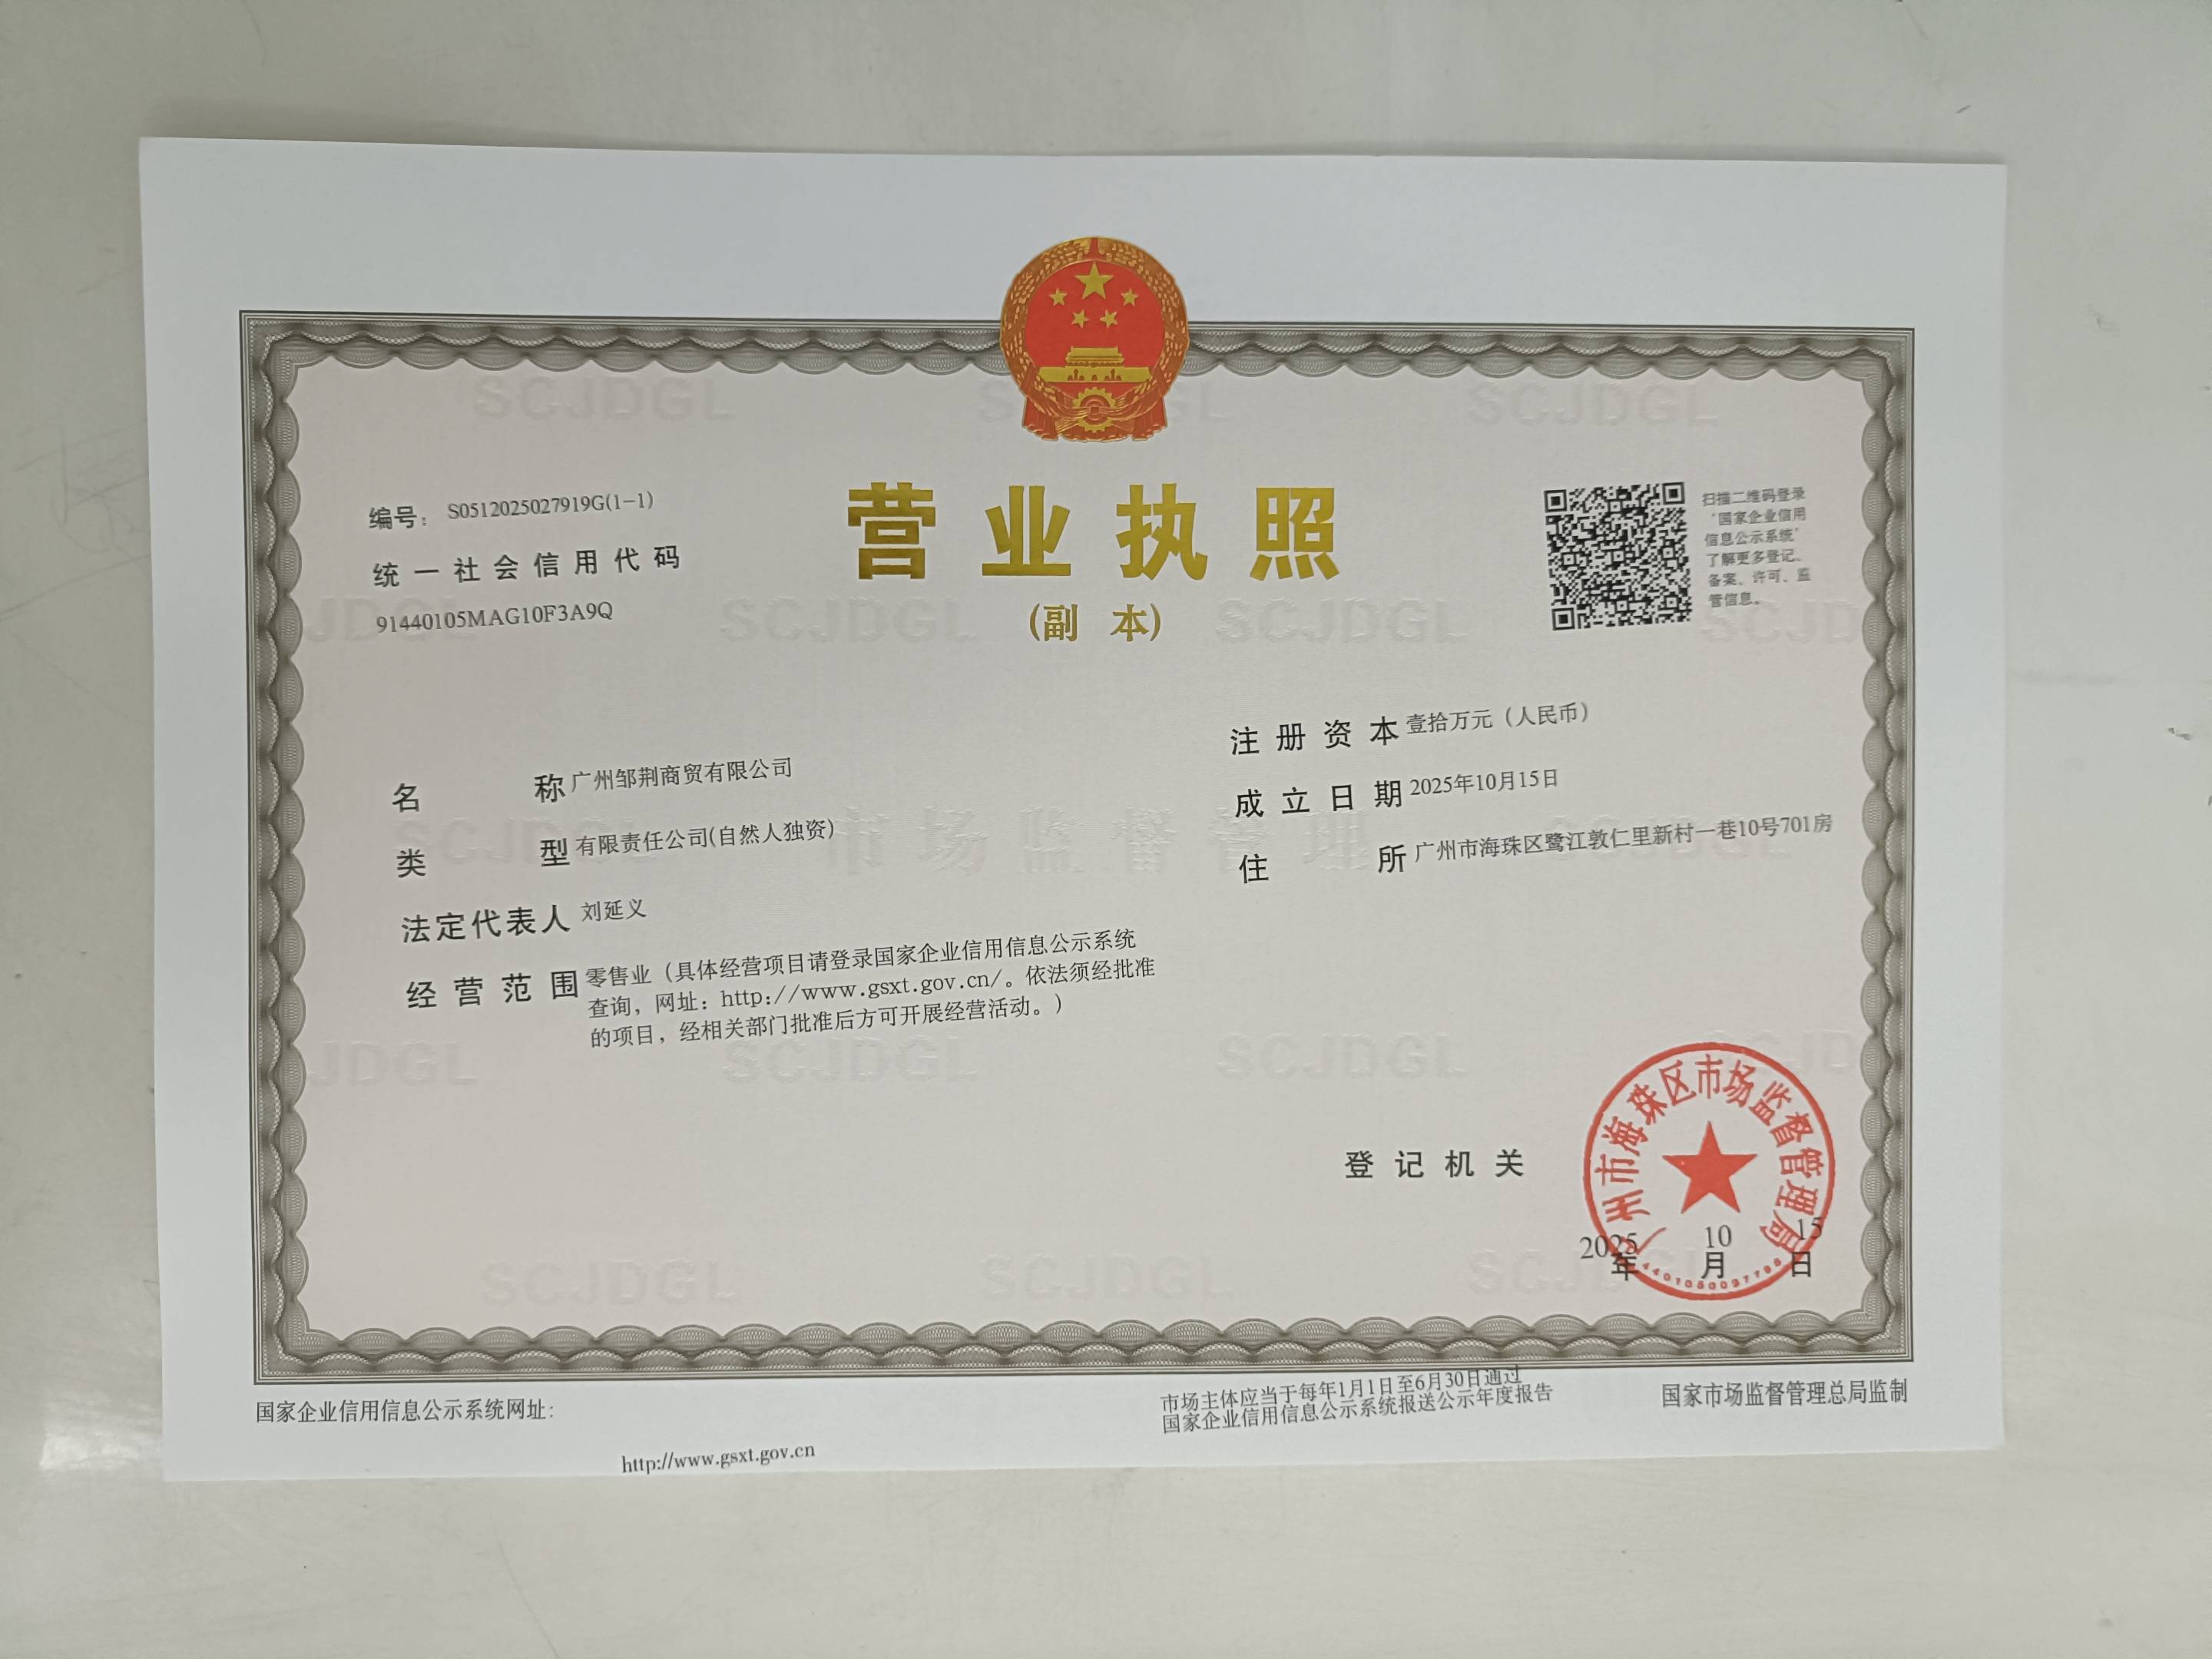 营业执照
(副 本)
编号: S0512025027919G(1-1)
统一社会信用代码
91440105MAG10F3A9Q
扫描二维码登录
‘国家企业信用
信息公示系统’
了解更多登记、
备案、许可、监
管信息。
名称 广州邹荆商贸有限公司
类型 有限责任公司(自然人独资)
法定代表人 刘延义
经营范围 零售业（具体经营项目请登录国家企业信用信息公示系统
查询，网址：http://www.gsxt.gov.cn/。依法须经批准
的项目，经相关部门批准后方可开展经营活动。）
注册资本 壹拾万元（人民币）
成立日期 2025年10月15日
住所 广州市海珠区鹭江敦仁里新村一巷10号701房
登记机关
广州市海珠区市场监督管理局
2025年10月15日
国家企业信用信息公示系统网址:
http://www.gsxt.gov.cn
市场主体应当于每年1月1日至6月30日通过
国家企业信用信息公示系统报送公示年度报告
国家市场监督管理总局监制
SCJDGL
市场监督管理